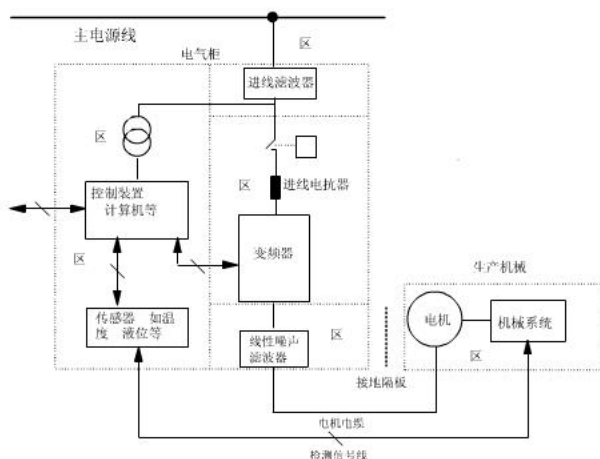 主电源线
区
电气柜
进线滤波器
区
区
进线电抗器
控制装置
计算机等
变频器
区
生产机械
传感器 如温
度 液位等
区
线性噪声
滤波器
电机
机械系统
区
接地隔板
电机电缆
检测信号线